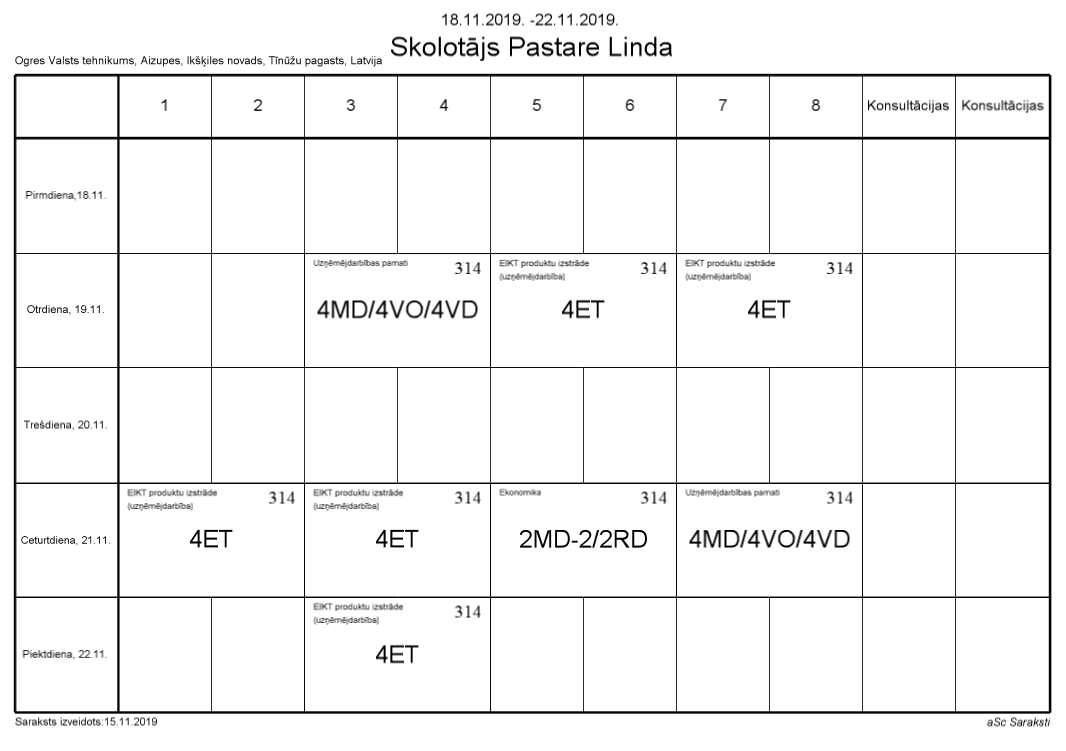 18.11.2019. -22.11.2019.
Skolotājs Pastare Linda
Ogres Valsts tehnikums, Aizupes, Ikšķiles novads, Tīnūžu pagasts, Latvija
1 2 3 4 5 6 7 8 Konsultācijas Konsultācijas
Pirmdiena,18.11.
Otrdiena, 19.11.
Uzņēmējdarbības pamati 314
4MD/4VO/4VD
EIKT produktu izstrāde 314
(uzņēmējdarbība)
4ET
EIKT produktu izstrāde 314
(uzņēmējdarbība)
4ET
Trešdiena, 20.11.
Ceturtdiena, 21.11.
EIKT produktu izstrāde 314
(uzņēmējdarbība)
4ET
EIKT produktu izstrāde 314
(uzņēmējdarbība)
4ET
Ekonomika 314
2MD-2/2RD
Uzņēmējdarbības pamati 314
4MD/4VO/4VD
Piektdiena, 22.11.
EIKT produktu izstrāde 314
(uzņēmējdarbība)
4ET
Saraksts izveidots:15.11.2019
aSc Saraksti